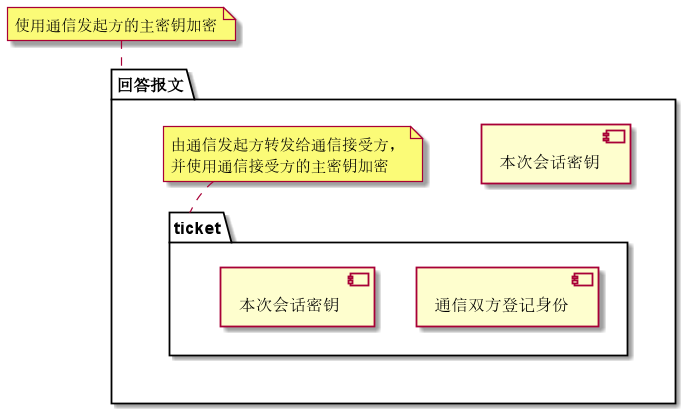 使用通信发起方的主密钥加密
回答报文
由通信发起方转发给通信接受方，
并使用通信接受方的主密钥加密
本次会话密钥
ticket
本次会话密钥
通信双方登记身份